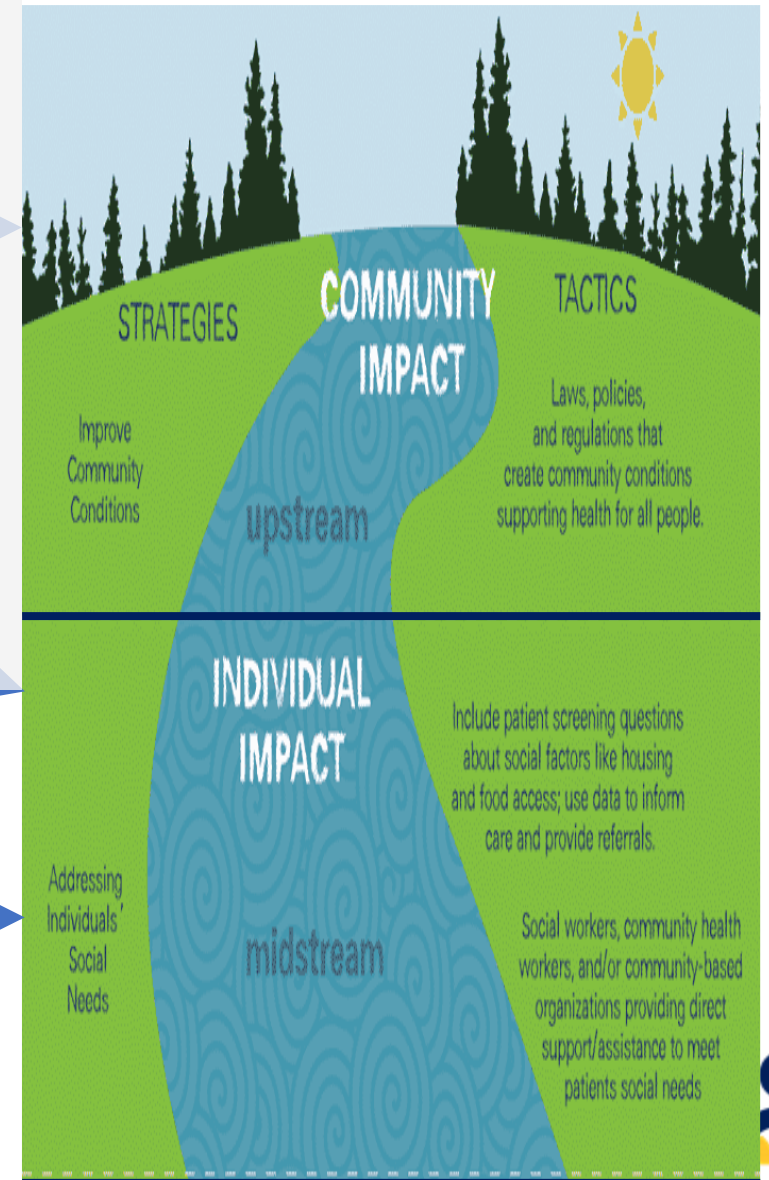 STRATEGIES
COMMUNITY
IMPACT
TACTICS
Improve
Community
Conditions
Laws, policies,
and regulations that
create community conditions
supporting health for all people.
upstream
INDIVIDUAL
IMPACT
Include patient screening questions
about social factors like housing
and food access; use data to inform
care and provide referrals.
Addressing
Individuals'
Social
Needs
midstream
Social workers, community health
workers, and/or community-based
organizations providing direct
support/assistance to meet
patients social needs